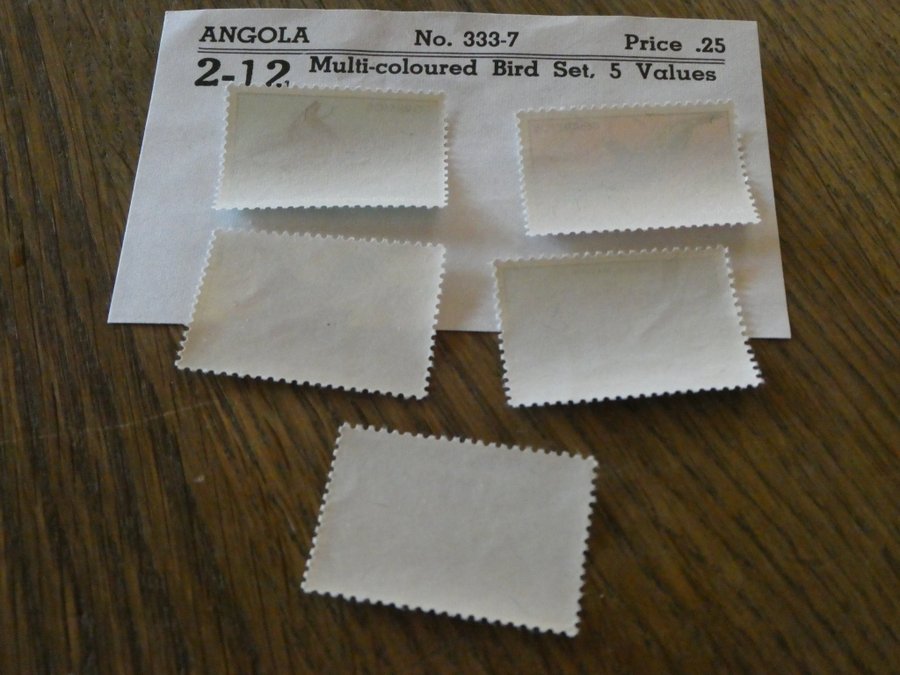 ANGOLA No. 333-7 Price .25
2-12 Multi-coloured Bird Set, 5 Values